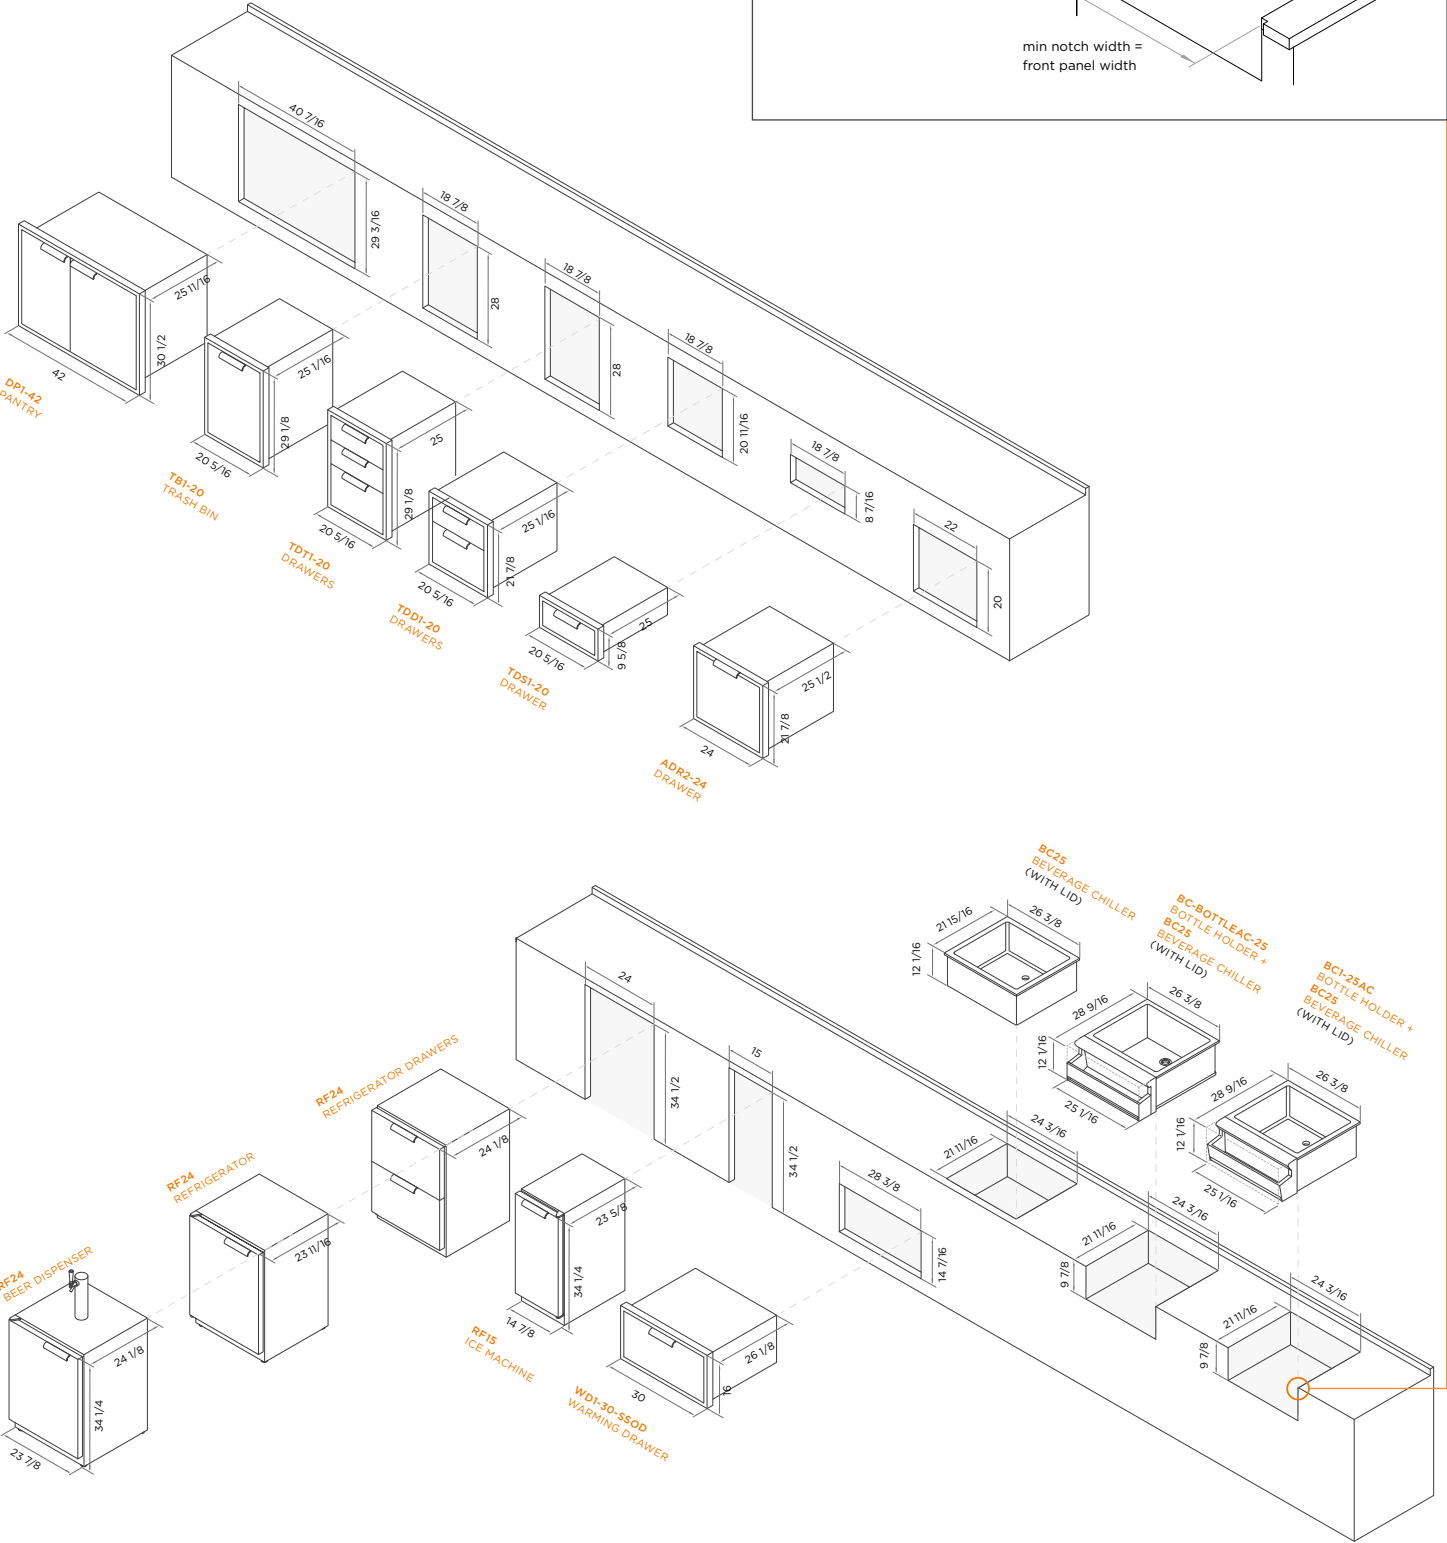 min notch width =
front panel width
40 7/16
29 3/16
18 7/8
28
18 7/8
28
18 7/8
20 11/16
18 7/8
8 7/16
22
20
25 11/16
30 1/2
42
DP1-42
PANTRY
25 1/16
29 1/8
20 5/16
TB1-20
TRASH BIN
25
29 1/8
20 5/16
TDT1-20
DRAWERS
25 1/16
21 7/8
20 5/16
TDD1-20
DRAWERS
25
9 5/8
20 5/16
TDS1-20
DRAWER
25 1/2
21 7/8
24
ADR2-24
DRAWER
BC25
BEVERAGE CHILLER
(WITH LID)
21 15/16
26 3/8
12 1/16
BC-BOTTLEAC-25
BOTTLE HOLDER +
BC25
BEVERAGE CHILLER
(WITH LID)
28 9/16
26 3/8
12 1/16
25 1/16
BC1-25AC
BOTTLE HOLDER +
BC25
BEVERAGE CHILLER
(WITH LID)
28 9/16
26 3/8
12 1/16
25 1/16
24
34 1/2
15
34 1/2
28 3/8
14 7/16
21 11/16
24 3/16
21 11/16
24 3/16
9 7/8
21 11/16
24 3/16
9 7/8
RF24
REFRIGERATOR DRAWERS
24 1/8
RF24
REFRIGERATOR
23 11/16
RF24
BEER DISPENSER
24 1/8
34 1/4
23 7/8
23 5/8
34 1/4
14 7/8
RF15
ICE MACHINE
26 1/8
16
30
WD1-30-SSOD
WARMING DRAWER